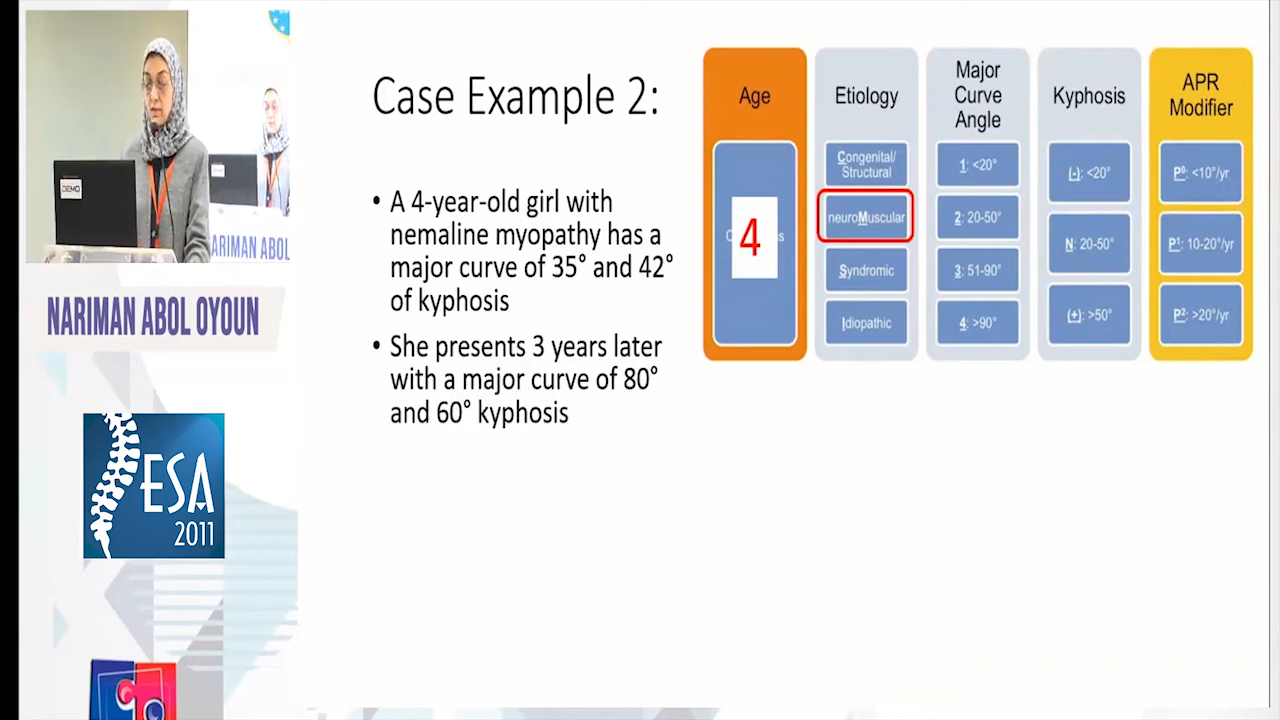 DEMO
NARIMAN ABOL
NARIMAN ABOL OYOUN
ESA
2011
Case Example 2:
• A 4-year-old girl with
nemaline myopathy has a
major curve of 35° and 42°
of kyphosis
• She presents 3 years later
with a major curve of 80°
and 60° kyphosis
Age
4
Etiology
Congenital/
Structural
neuroMuscular
Syndromic
Idiopathic
Major
Curve
Angle
1: <20°
2: 20-50°
3: 51-90°
4: >90°
Kyphosis
(-): <20°
N: 20-50°
(+): >50°
APR
Modifier
P⁰: <10°/yr
P¹: 10-20°/yr
P²: >20°/yr